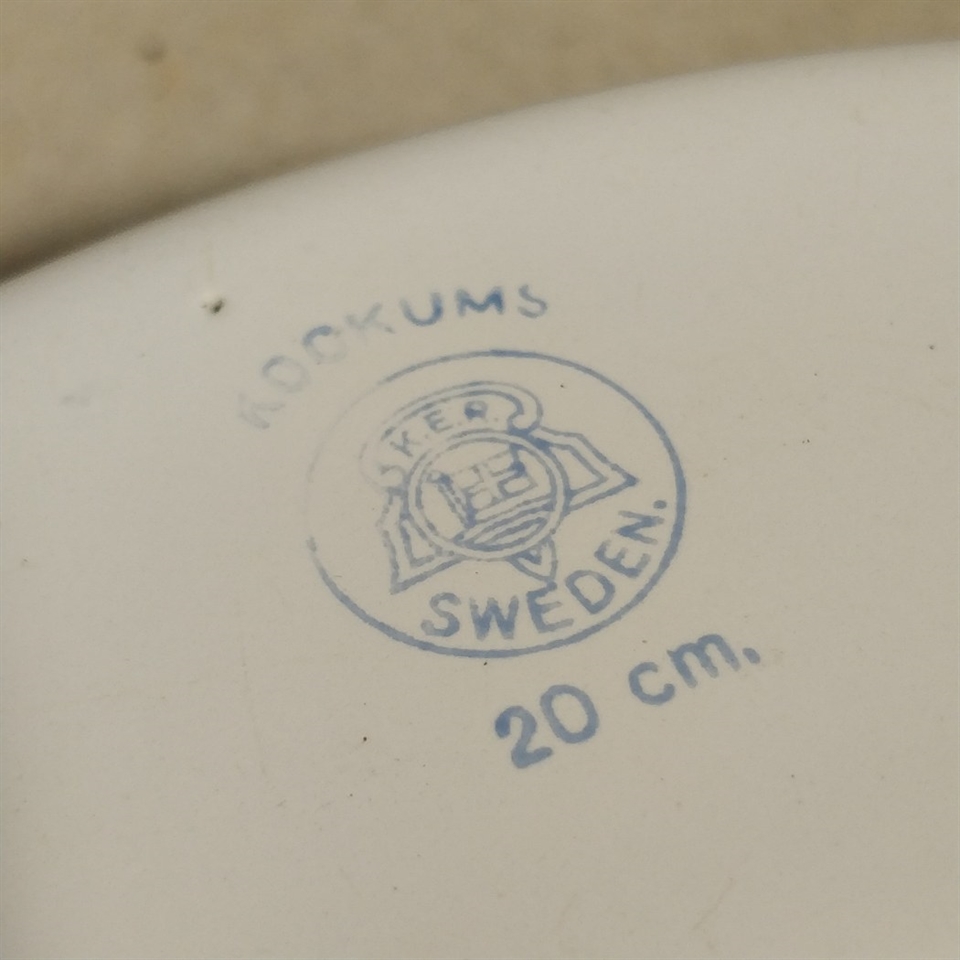 KOCKUMS
K.E.R.
SWEDEN.
20 cm.